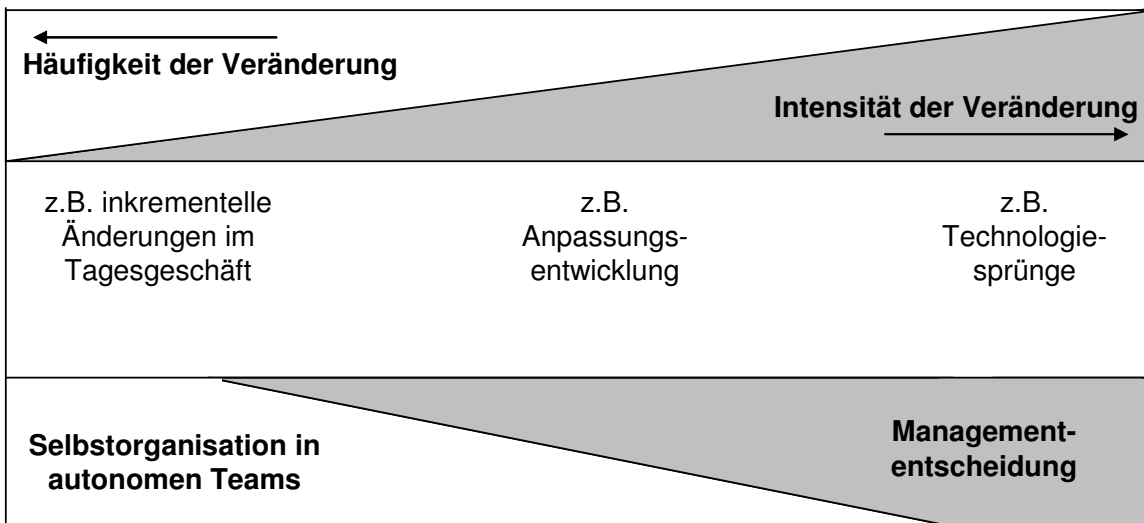 Häufigkeit der Veränderung
Intensität der Veränderung
z.B. inkrementelle
Änderungen im
Tagesgeschäft
z.B.
Anpassungs-
entwicklung
z.B.
Technologie-
sprünge
Selbstorganisation in
autonomen Teams
Management-
entscheidung